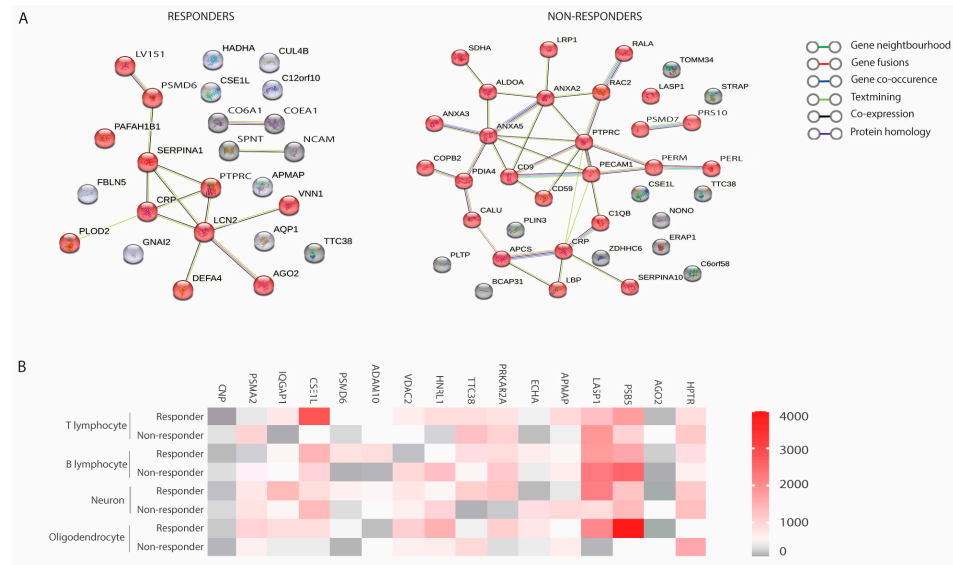 A
RESPONDERS
NON-RESPONDERS
LV151
HADHA
CUL4B
PSMD6
CSE1L
C12orf10
CO6A1
COEA1
PAFAH1B1
SPNT
NCAM
SERPINA1
FBLN5
PTPRC
APMAP
CRP
VNN1
LCN2
PLOD2
AQP1
GNAI2
TTC38
DEFA4
AGO2
SDHA
LRP1
RALA
TOMM34
ALDOA
ANXA2
RAC2
LASP1
STRAP
ANXA3
ANXA5
PTPRC
PSMD7
PRS10
COPB2
PDIA4
CD9
PECAM1
PERM
PERL
CD59
CSE1L
TTC38
CALU
PLIN3
C1QB
NONO
CRP
ERAP1
PLTP
APCS
ZDHHC6
C6orf58
BCAP31
LBP
SERPINA10
Gene neighbourhood
Gene fusions
Gene co-occurence
Textmining
Co-expression
Protein homology
B
CNP
PSMA2
IQGAP1
CSE1L
PSMD6
ADAM10
VDAC2
HNRL1
TTC38
PRKAR2A
ECHA
APMAP
LASP1
PSB5
AGO2
HPTR
T lymphocyte
Responder
Non-responder
B lymphocyte
Responder
Non-responder
Neuron
Responder
Non-responder
Oligodendrocyte
Responder
Non-responder
4000
3000
2000
1000
0